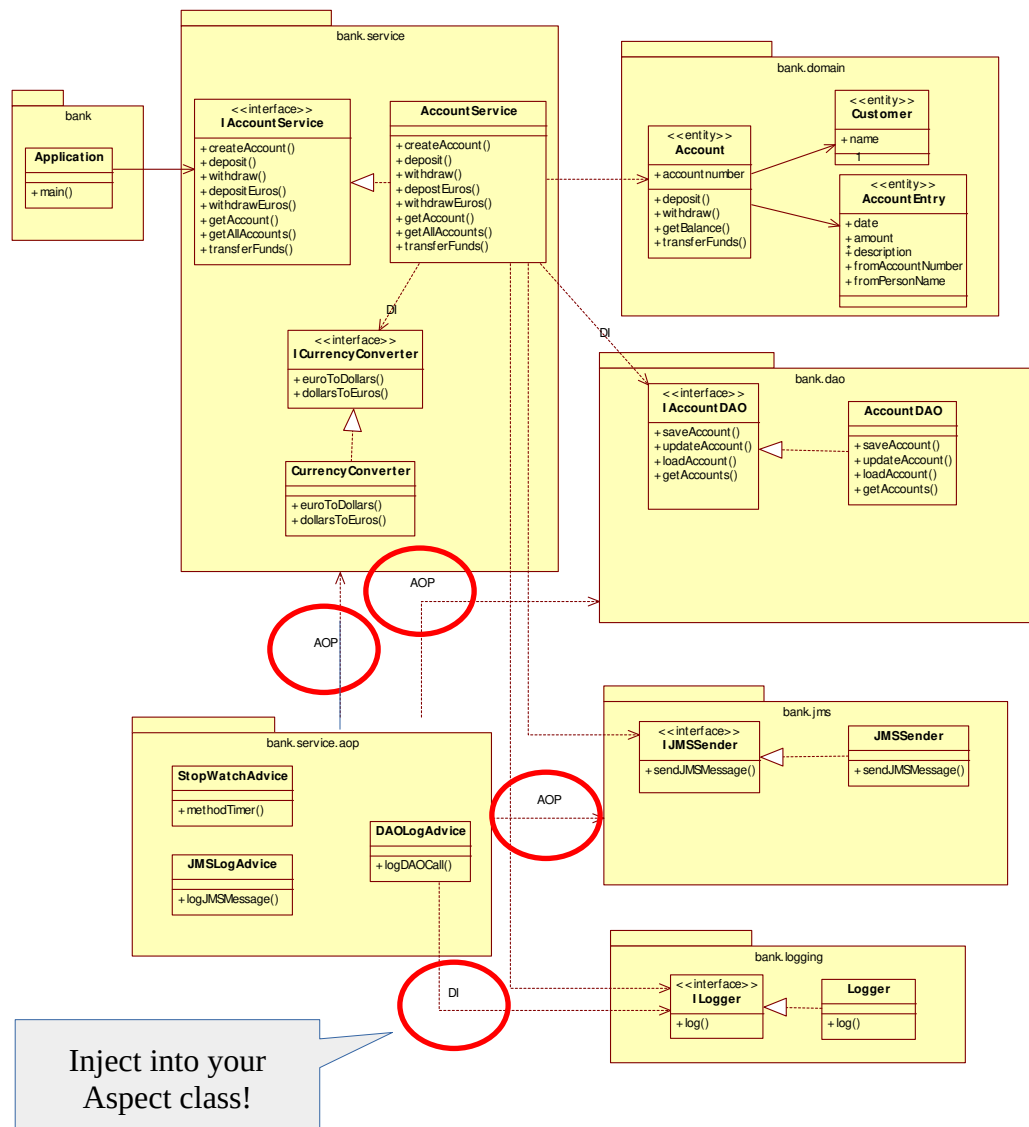 bank.service
bank
Application
+ main()
<<interface>>
IAccountService
+ createAccount()
+ deposit()
+ withdraw()
+ depositEuros()
+ withdrawEuros()
+ getAccount()
+ getAllAccounts()
+ transferFunds()
AccountService
+ createAccount()
+ deposit()
+ withdraw()
+ depostEuros()
+ withdrawEuros()
+ getAccount()
+ getAllAccounts()
+ transferFunds()
DI
<<interface>>
ICurrencyConverter
+ euroToDollars()
+ dollarsToEuros()
CurrencyConverter
+ euroToDollars()
+ dollarsToEuros()
bank.domain
<<entity>>
Account
+ accountnumber
+ deposit()
+ withdraw()
+ getBalance()
+ transferFunds()
<<entity>>
Customer
+ name
1
<<entity>>
AccountEntry
+ date
+ amount
*
+ description
+ fromAccountNumber
+ fromPersonName
DI
bank.dao
<<interface>>
IAccountDAO
+ saveAccount()
+ updateAccount()
+ loadAccount()
+ getAccounts()
AccountDAO
+ saveAccount()
+ updateAccount()
+ loadAccount()
+ getAccounts()
AOP
AOP
bank.service.aop
StopWatchAdvice
+ methodTimer()
JMSLogAdvice
+ logJMSMessage()
DAOLogAdvice
+ logDAOCall()
AOP
bank.jms
<<interface>>
IJMSSender
+ sendJMSMessage()
JMSSender
+ sendJMSMessage()
DI
bank.logging
<<interface>>
ILogger
+ log()
Logger
+ log()
Inject into your
Aspect class!